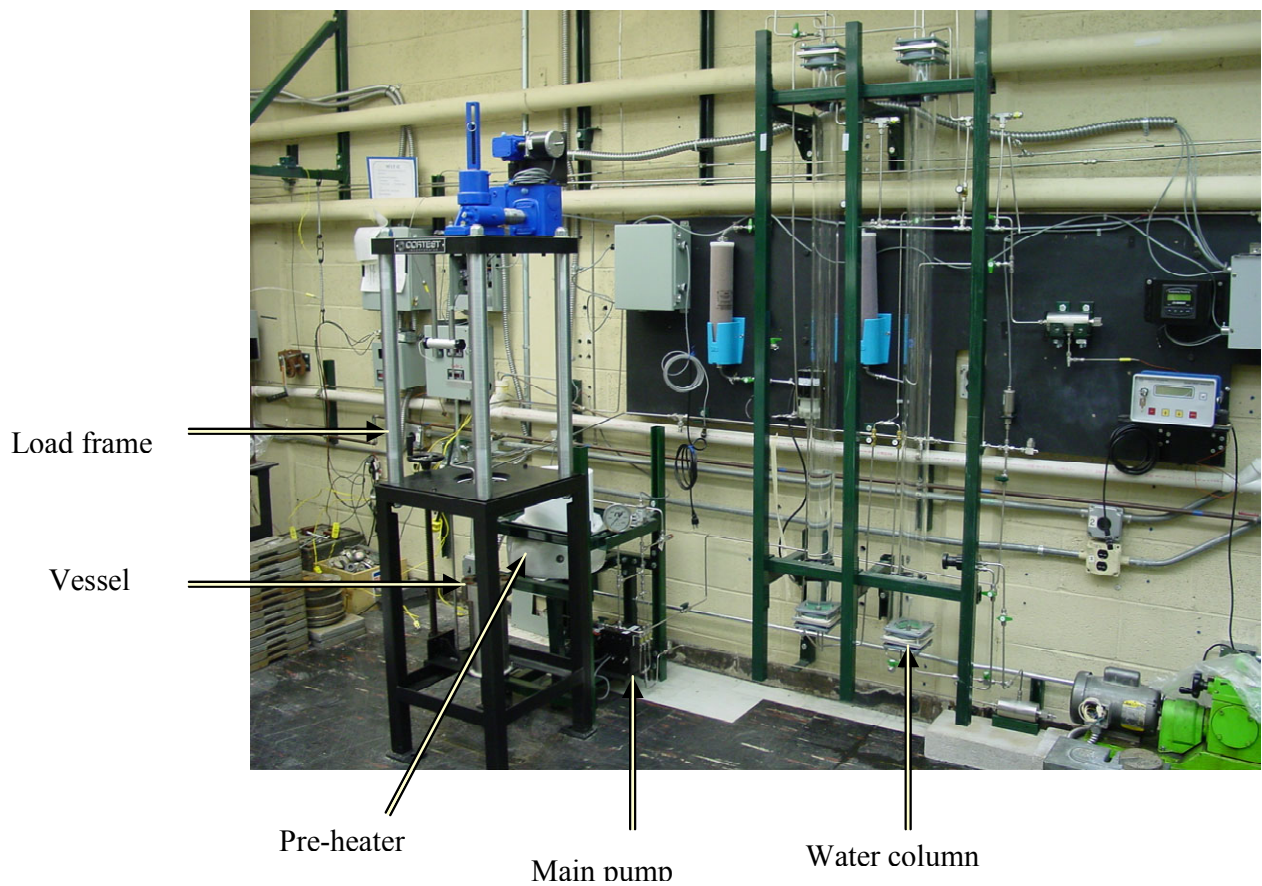 CORTEST
Load frame
Vessel
Pre-heater
Main pump
Water column